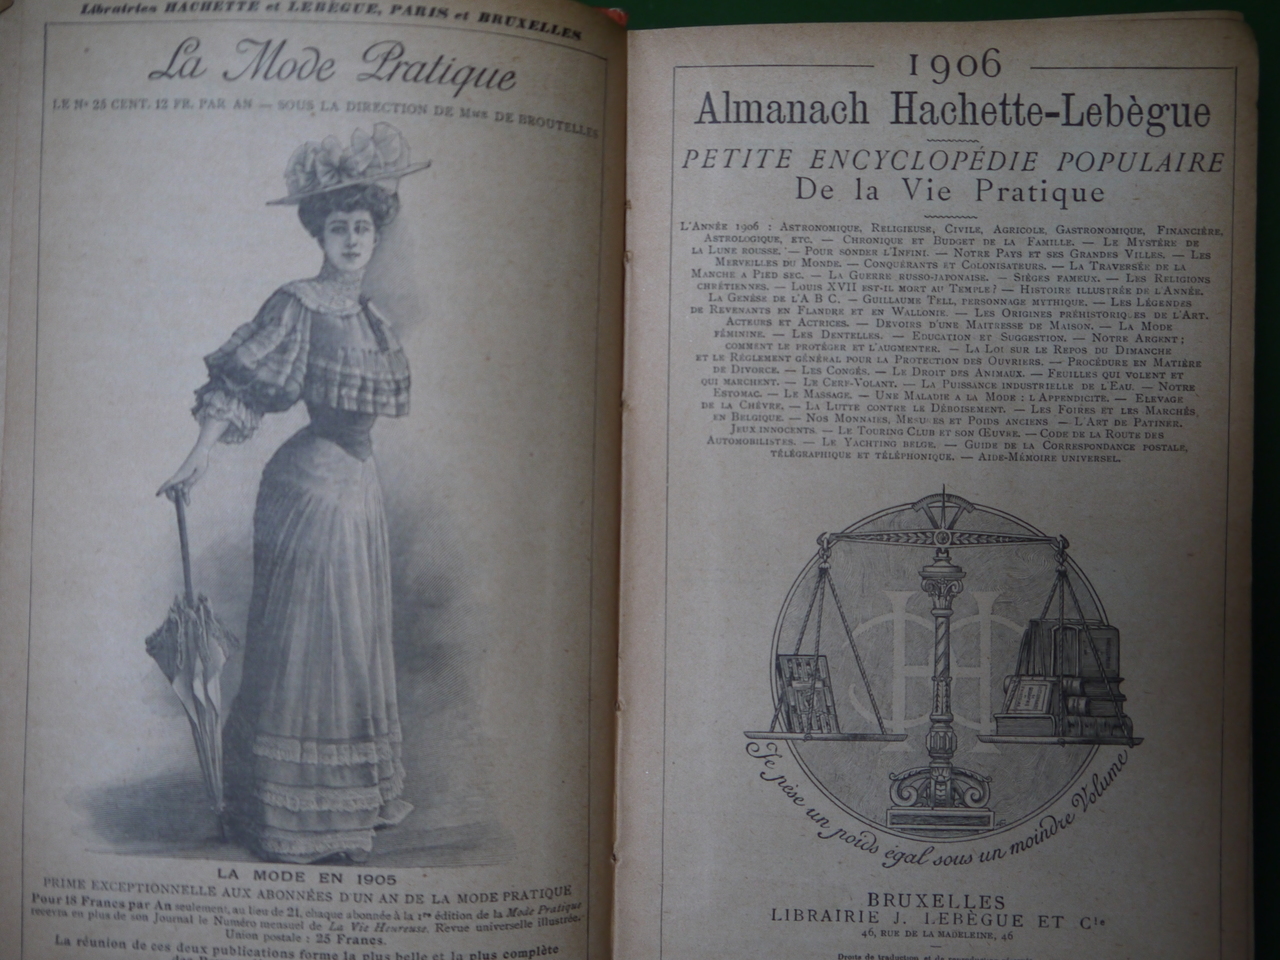 Librairies HACHETTE et LEBÈGUE, PARIS et BRUXELLES.
La Mode Pratique
LE No 25 CENT. 12 FR. PAR AN — SOUS LA DIRECTION DE MME DE BROUTELLES
LA MODE EN 1905
PRIME EXCEPTIONNELLE AUX ABONNÉES D'UN AN DE LA MODE PRATIQUE
Pour 18 Francs par An seulement, au lieu de 21, chaque abonnée à la 1re édition de la Mode Pratique
recevra en plus de son Journal le Numéro mensuel de La Vie Heureuse. Revue universelle illustrée.
Union postale : 25 Francs.
La réunion de ces deux publications forme la plus belle et la plus complète
1906
Almanach Hachette-Lebègue
PETITE ENCYCLOPÉDIE POPULAIRE
De la Vie Pratique
L'ANNÉE 1906 : ASTRONOMIQUE, RELIGIEUSE, CIVILE, AGRICOLE, GASTRONOMIQUE, FINANCIÈRE,
ASTROLOGIQUE, ETC. — CHRONIQUE ET BUDGET DE LA FAMILLE. — LE MYSTÈRE DE
LA LUNE ROUSSE. — POUR SONDER L'INFINI. — NOTRE PAYS ET SES GRANDES VILLES. — LES
MERVEILLES DU MONDE. — CONQUÉRANTS ET COLONISATEURS. — LA TRAVERSÉE DE LA
MANCHE A PIED SEC. — LA GUERRE RUSSO-JAPONAISE. — SIÈGES FAMEUX. — LES RELIGIONS
CHRÉTIENNES. — LOUIS XVII EST-IL MORT AU TEMPLE? — HISTOIRE ILLUSTRÉE DE L'ANNÉE.
LA GENÈSE DE L'A B C. — GUILLAUME TELL, PERSONNAGE MYTHIQUE. — LES LÉGENDES
DE REVENANTS EN FLANDRE ET EN WALLONIE. — LES ORIGINES PRÉHISTORIQUES DE L'ART.
ACTEURS ET ACTRICES. — DEVOIRS D'UNE MAITRESSE DE MAISON. — LA MODE
FÉMININE. — LES DENTELLES. — EDUCATION ET SUGGESTION. — NOTRE ARGENT;
COMMENT LE PROTÉGER ET L'AUGMENTER. — LA LOI SUR LE REPOS DU DIMANCHE
ET LE RÈGLEMENT GÉNÉRAL POUR LA PROTECTION DES OUVRIERS. — PROCÉDURE EN MATIÈRE
DE DIVORCE. — LES CONGÉS. — LE DROIT DES ANIMAUX. — FEUILLES QUI VOLENT ET
QUI MARCHENT. — LE CERF-VOLANT. — LA PUISSANCE INDUSTRIELLE DE L'EAU. — NOTRE
ESTOMAC. — LE MASSAGE. — UNE MALADIE A LA MODE : L'APPENDICITE. — ELEVAGE
DE LA CHÈVRE. — LA LUTTE CONTRE LE DÉBOISEMENT. — LES FOIRES ET LES MARCHÉS,
EN BELGIQUE. — NOS MONNAIES, MESURES ET POIDS ANCIENS — L'ART DE PATINER.
JEUX INNOCENTS. — LE TOURING CLUB ET SON ŒUVRE. — CODE DE LA ROUTE DES
AUTOMOBILISTES. — LE YACHTING BELGE. — GUIDE DE LA CORRESPONDANCE POSTALE,
TÉLÉGRAPHIQUE ET TÉLÉPHONIQUE. — AIDE-MÉMOIRE UNIVERSEL.
Je pèse un poids égal sous un moindre Volume
BRUXELLES
LIBRAIRIE J. LEBÈGUE ET Cie
46, RUE DE LA MADELEINE, 46